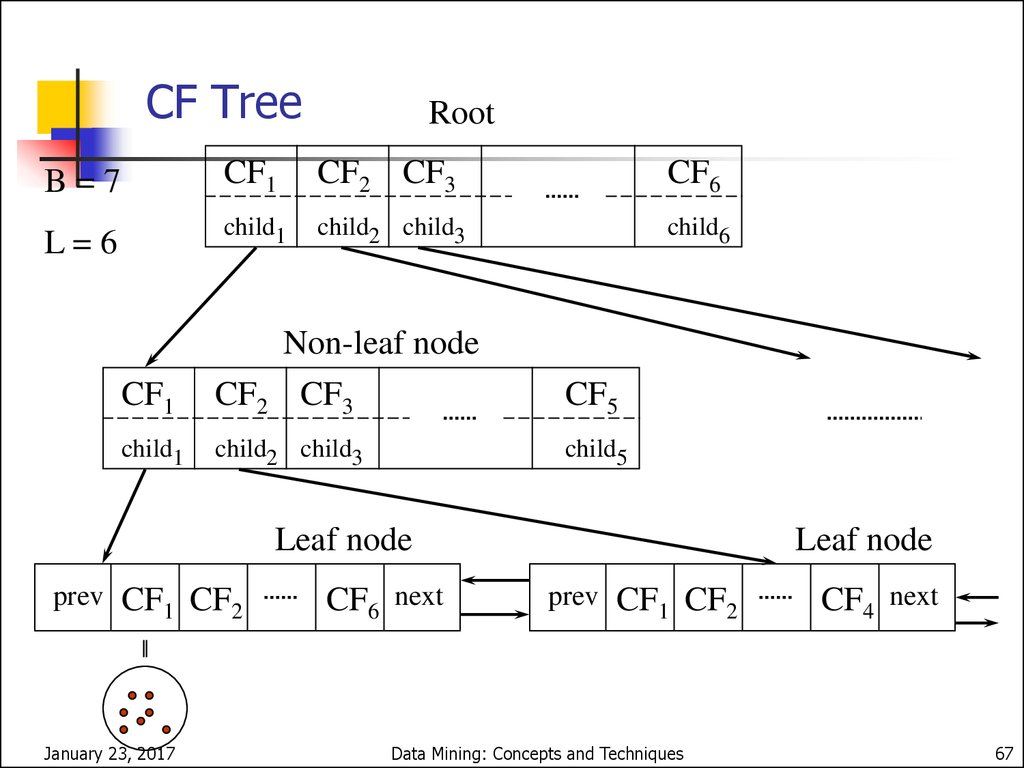 CF Tree
Root
B = 7
CF1 CF2 CF3 ...... CF6
child1 child2 child3 child6
L = 6
Non-leaf node
CF1 CF2 CF3 ...... CF5 ..................
child1 child2 child3 child5
Leaf node Leaf node
prev CF1 CF2 ...... CF6 next prev CF1 CF2 ...... CF4 next
January 23, 2017 Data Mining: Concepts and Techniques 67